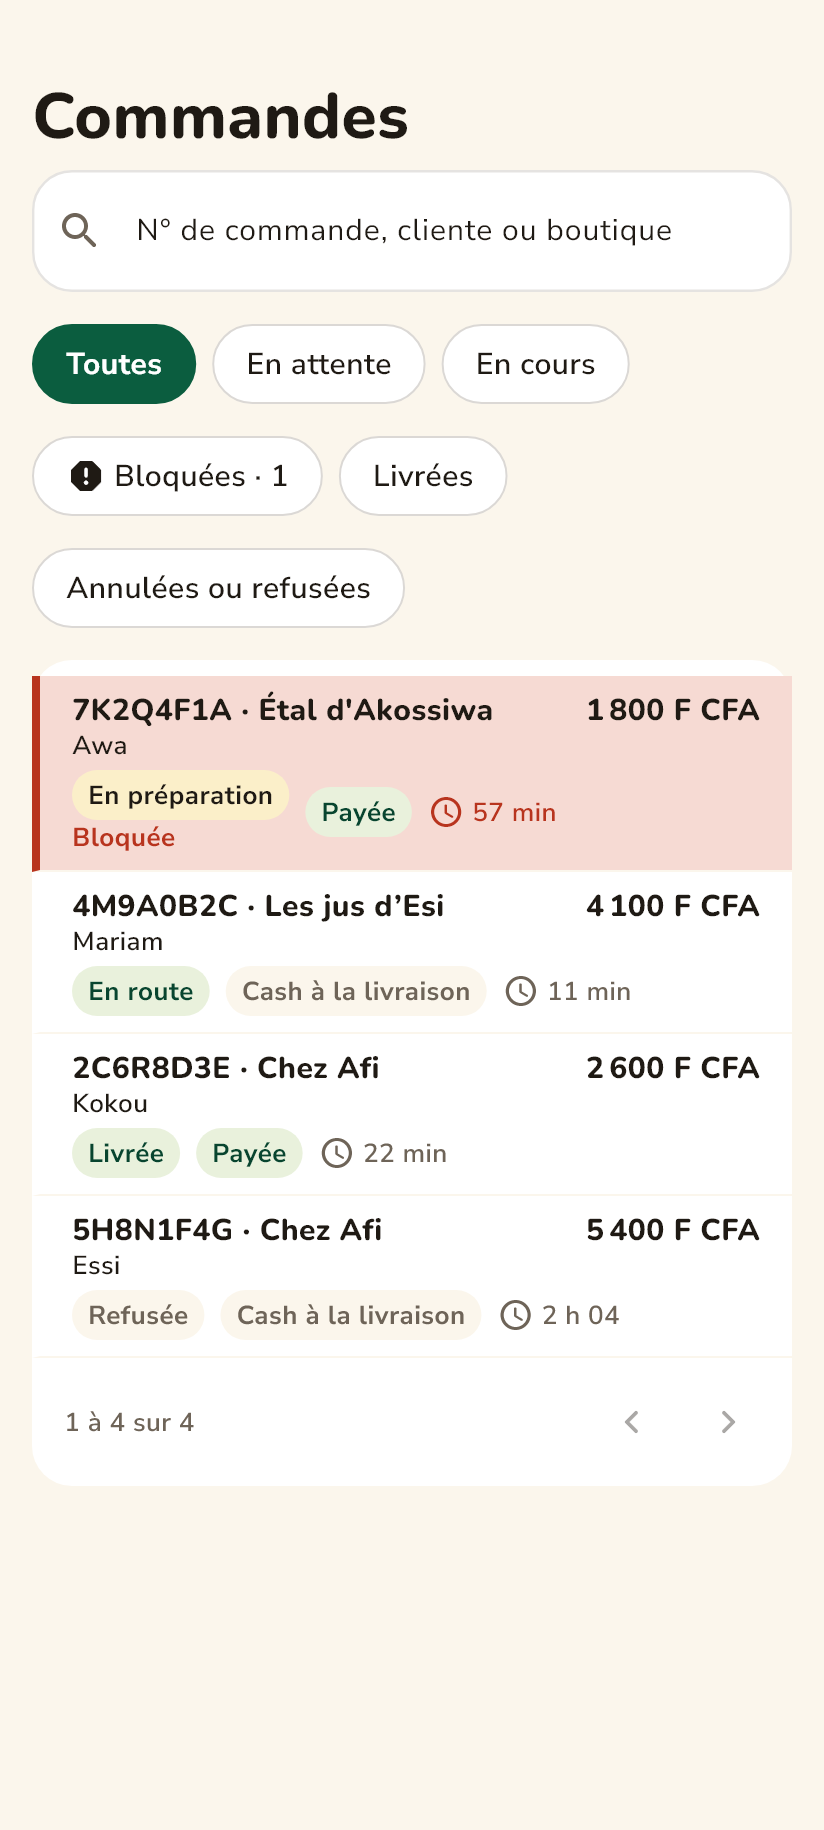 Commandes
N° de commande, cliente ou boutique
Toutes En attente En cours
Bloquées · 1 Livrées
Annulées ou refusées
7K2Q4F1A · Étal d'Akossiwa 1 800 F CFA
Awa
En préparation Payée 57 min
Bloquée
4M9A0B2C · Les jus d’Esi 4 100 F CFA
Mariam
En route Cash à la livraison 11 min
2C6R8D3E · Chez Afi 2 600 F CFA
Kokou
Livrée Payée 22 min
5H8N1F4G · Chez Afi 5 400 F CFA
Essi
Refusée Cash à la livraison 2 h 04
1 à 4 sur 4